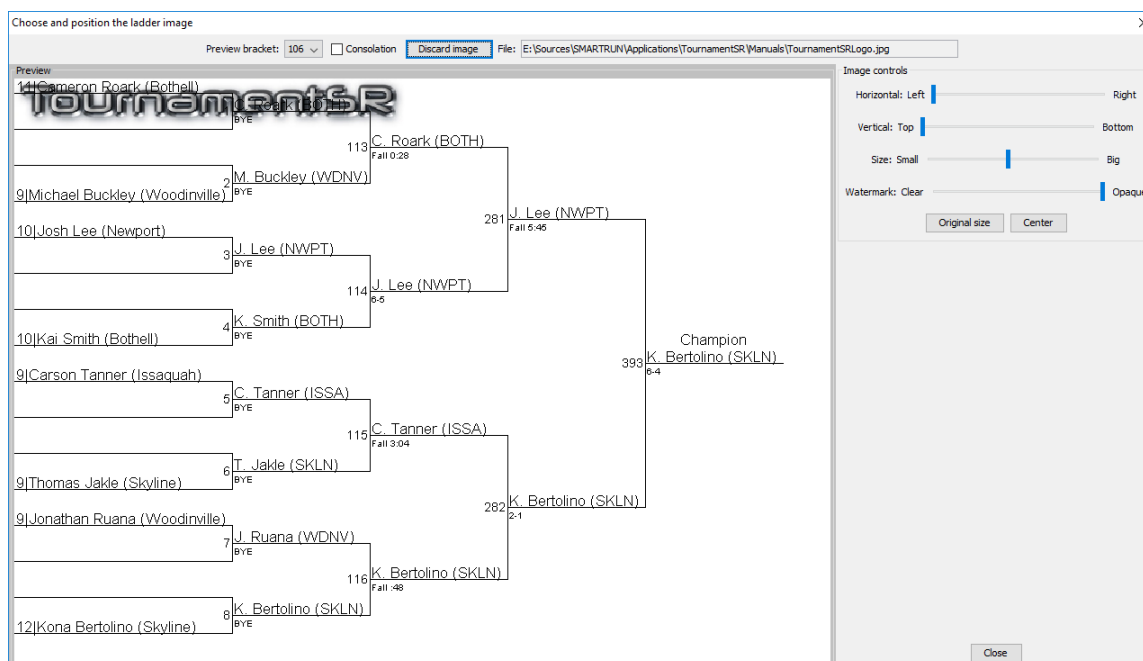 Choose and position the ladder image
Preview bracket: 106 Consolation Discard image File: E:\Sources\SMARTRUN\Applications\TournamentSR\Manuals\TournamentSRLogo.jpg
Preview
Image controls
Horizontal: Left Right
Vertical: Top Bottom
Size: Small Big
Watermark: Clear Opaque
Original size Center
TournamentSR
11|Cameron Roark (Bothell)
C. Roark (BOTH)
BYE
113 C. Roark (BOTH)
Fall 0:28
2 M. Buckley (WDNV)
BYE
9|Michael Buckley (Woodinville)
281 J. Lee (NWPT)
Fall 5:45
10|Josh Lee (Newport)
3 J. Lee (NWPT)
BYE
114 J. Lee (NWPT)
6-5
4 K. Smith (BOTH)
BYE
10|Kai Smith (Bothell)
Champion
393 K. Bertolino (SKLN)
6-4
9|Carson Tanner (Issaquah)
5 C. Tanner (ISSA)
BYE
115 C. Tanner (ISSA)
Fall 3:04
6 T. Jakle (SKLN)
BYE
9|Thomas Jakle (Skyline)
282 K. Bertolino (SKLN)
2-1
9|Jonathan Ruana (Woodinville)
7 J. Ruana (WDNV)
BYE
116 K. Bertolino (SKLN)
Fall :48
8 K. Bertolino (SKLN)
BYE
12|Kona Bertolino (Skyline)
Close